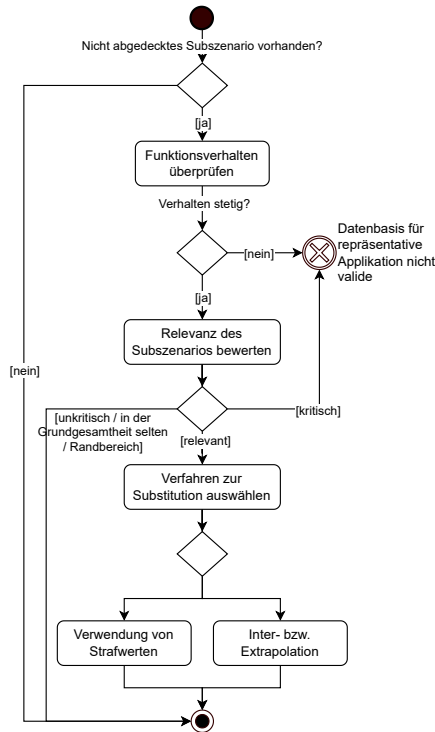 Nicht abgedecktes Subszenario vorhanden?
[ja]
Funktionsverhalten
überprüfen
Verhalten stetig?
[nein]
Datenbasis für
repräsentative
Applikation nicht
valide
[ja]
Relevanz des
Subszenarios bewerten
[nein]
[unkritisch / in der
Grundgesamtheit selten
/ Randbereich]
[kritisch]
[relevant]
Verfahren zur
Substitution auswählen
Verwendung von
Strafwerten
Inter- bzw.
Extrapolation